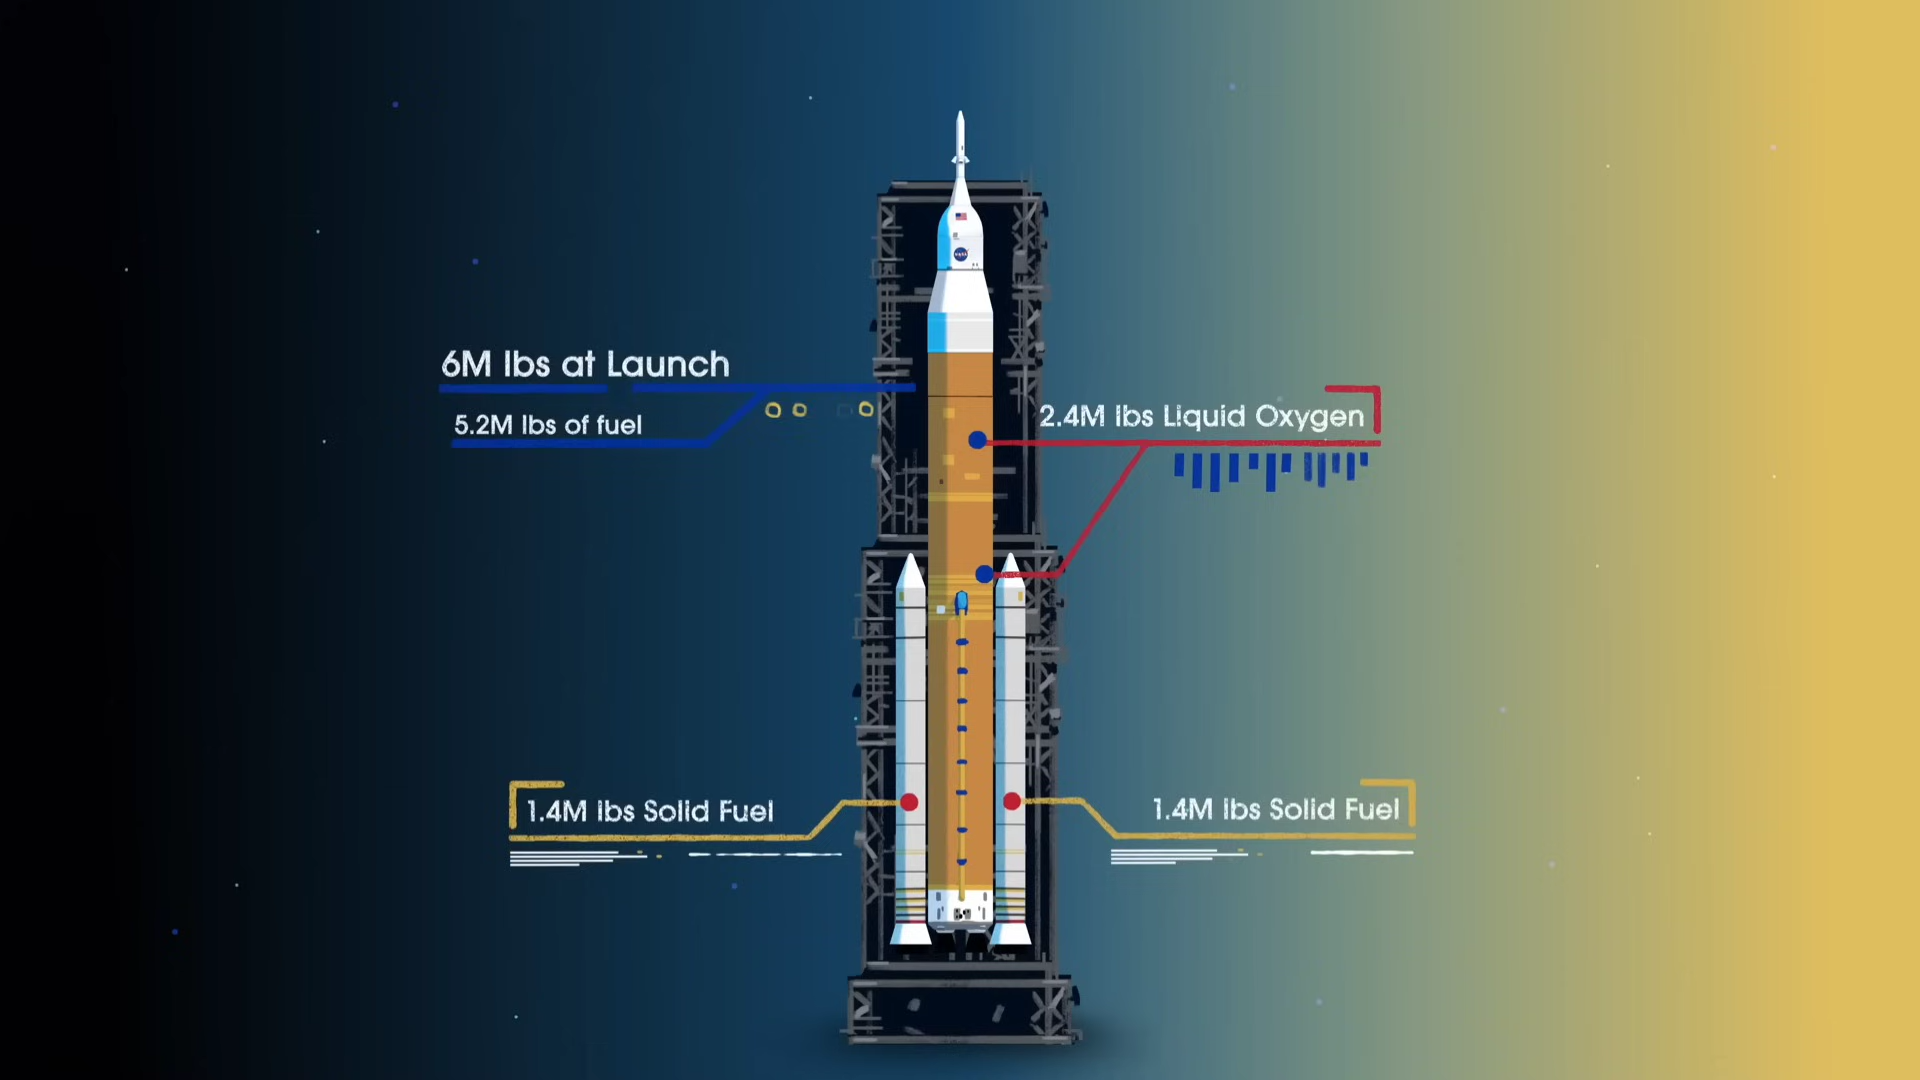 6M lbs at Launch
5.2M lbs of fuel
2.4M lbs Liquid Oxygen
1.4M lbs Solid Fuel
1.4M lbs Solid Fuel
NASA